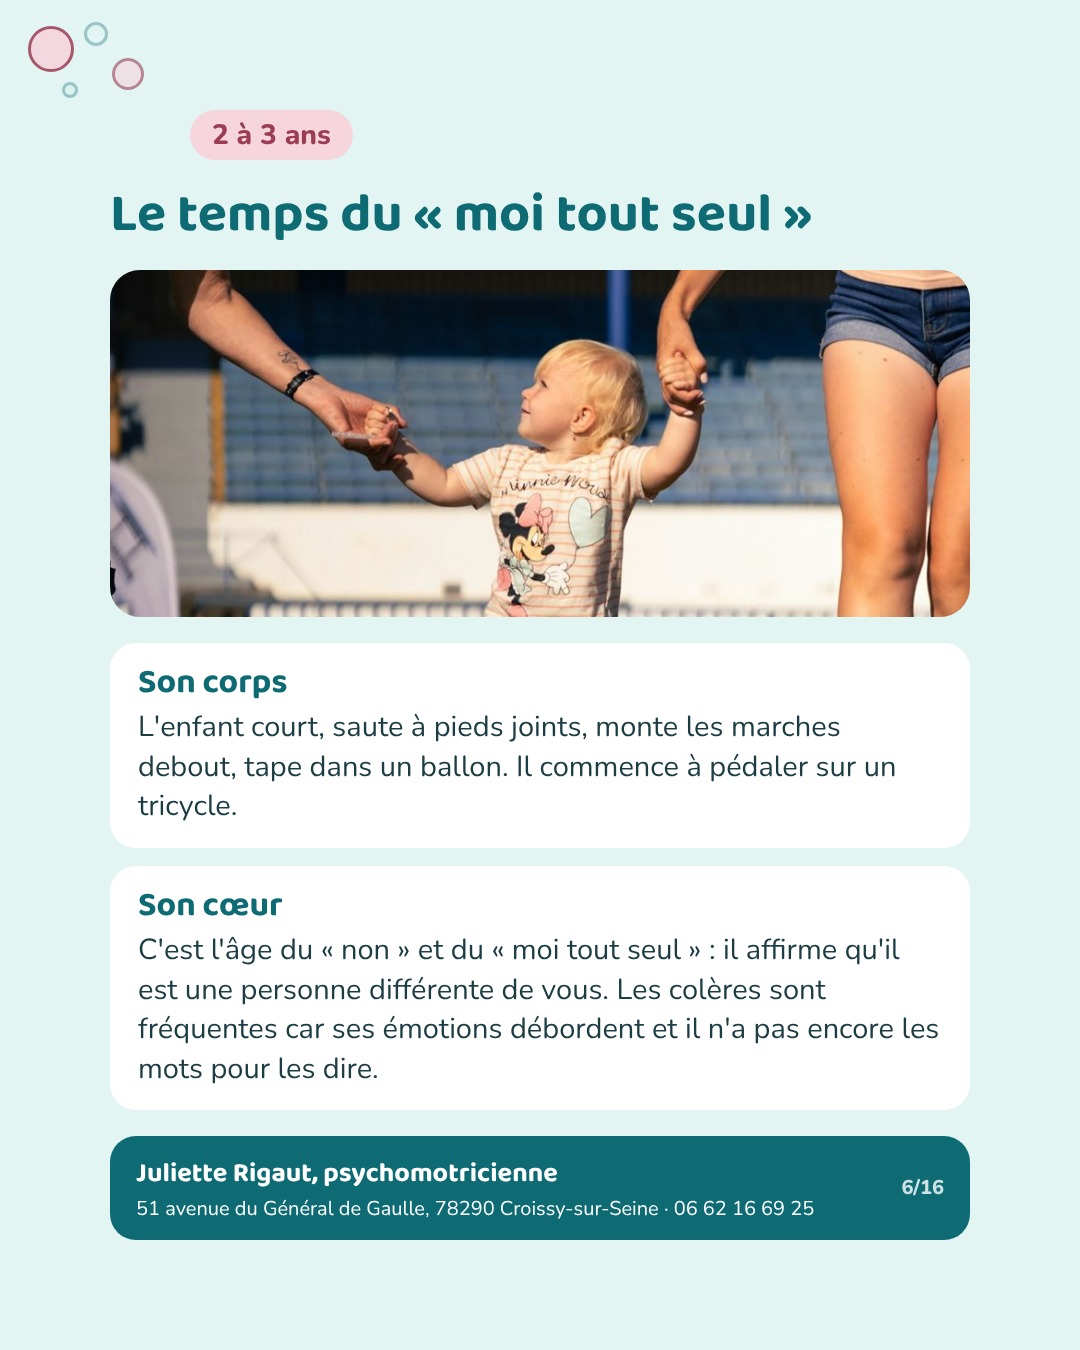 2 à 3 ans
Le temps du « moi tout seul »
Minnie Mous
Son corps
L'enfant court, saute à pieds joints, monte les marches
debout, tape dans un ballon. Il commence à pédaler sur un
tricycle.
Son cœur
C'est l'âge du « non » et du « moi tout seul » : il affirme qu'il
est une personne différente de vous. Les colères sont
fréquentes car ses émotions débordent et il n'a pas encore les
mots pour les dire.
Juliette Rigaut, psychomotricienne
51 avenue du Général de Gaulle, 78290 Croissy-sur-Seine · 06 62 16 69 25
6/16